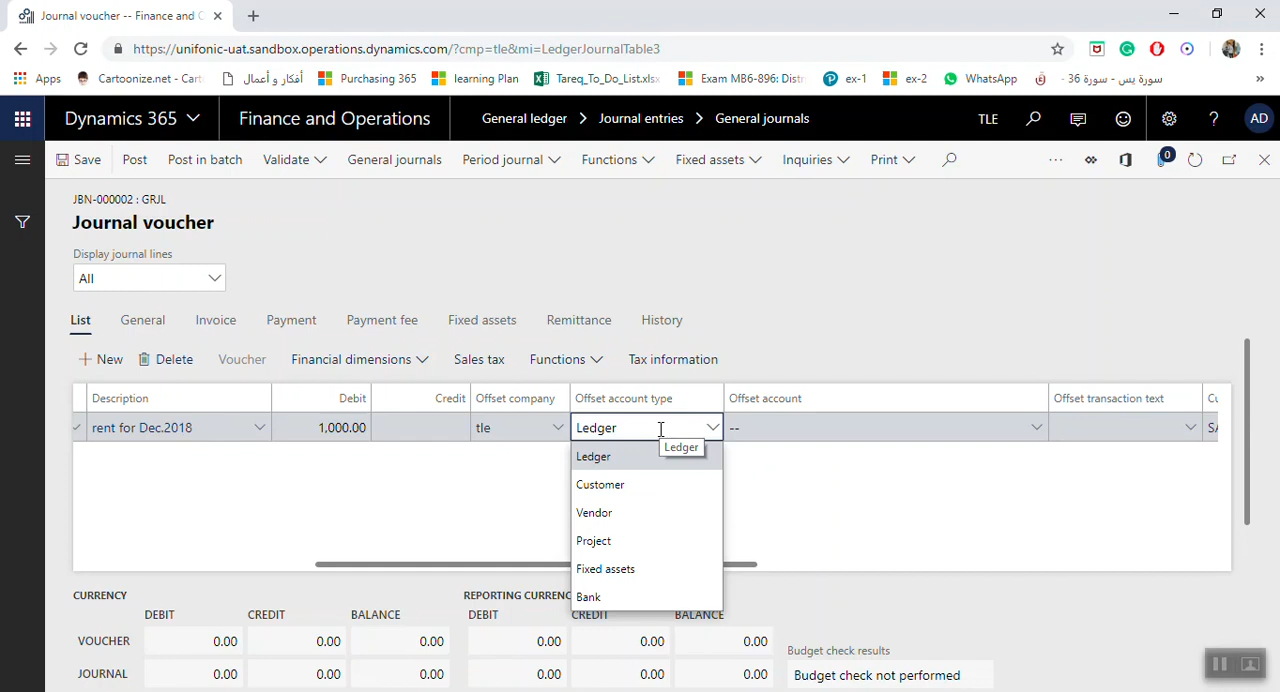 Journal voucher -- Finance and C
https://unifonic-uat.sandbox.operations.dynamics.com/?cmp=tle&mi=LedgerJournalTable3
Apps Cartoonize.net - Cart أفكار و أعمال Purchasing 365 learning Plan Tareq_To_Do_List.xlsx Exam MB6-896: Distr ex-1 ex-2 WhatsApp سورة يس - سورة 36 - »
Dynamics 365 Finance and Operations General ledger > Journal entries > General journals TLE ? AD
Save Post Post in batch Validate General journals Period journal Functions Fixed assets Inquiries Print ... 0
JBN-000002 : GRJL
Journal voucher
Display journal lines
All
List General Invoice Payment Payment fee Fixed assets Remittance History
+ New Delete Voucher Financial dimensions Sales tax Functions Tax information
Description Debit Credit Offset company Offset account type Offset account Offset transaction text Cu
rent for Dec.2018 1,000.00 tle Ledger -- SA
Ledger
Ledger
Customer
Vendor
Project
Fixed assets
Bank
CURRENCY REPORTING CURRENC
DEBIT CREDIT BALANCE DEBIT CREDIT BALANCE
VOUCHER 0.00 0.00 0.00 0.00 0.00 0.00
Budget check results
JOURNAL 0.00 0.00 0.00 0.00 0.00 0.00 Budget check not performed